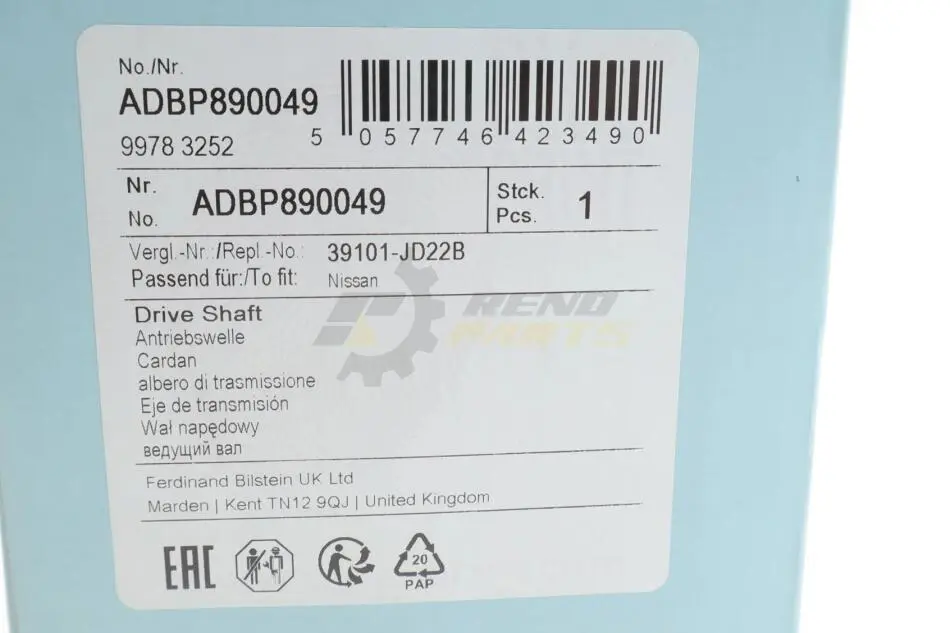 No./Nr.
ADBP890049
9978 3252
5 057746 423490
Nr.
No.
ADBP890049
Stck.
Pcs.
1
Vergl.-Nr.:/Repl.-No.: 39101-JD22B
Passend für:/To fit: Nissan
RENO
PARTS
Drive Shaft
Antriebswelle
Cardan
albero di trasmissione
Eje de transmisión
Wał napędowy
ведущий вал
Ferdinand Bilstein UK Ltd
Marden | Kent TN12 9QJ | United Kingdom
EAC
20
PAP